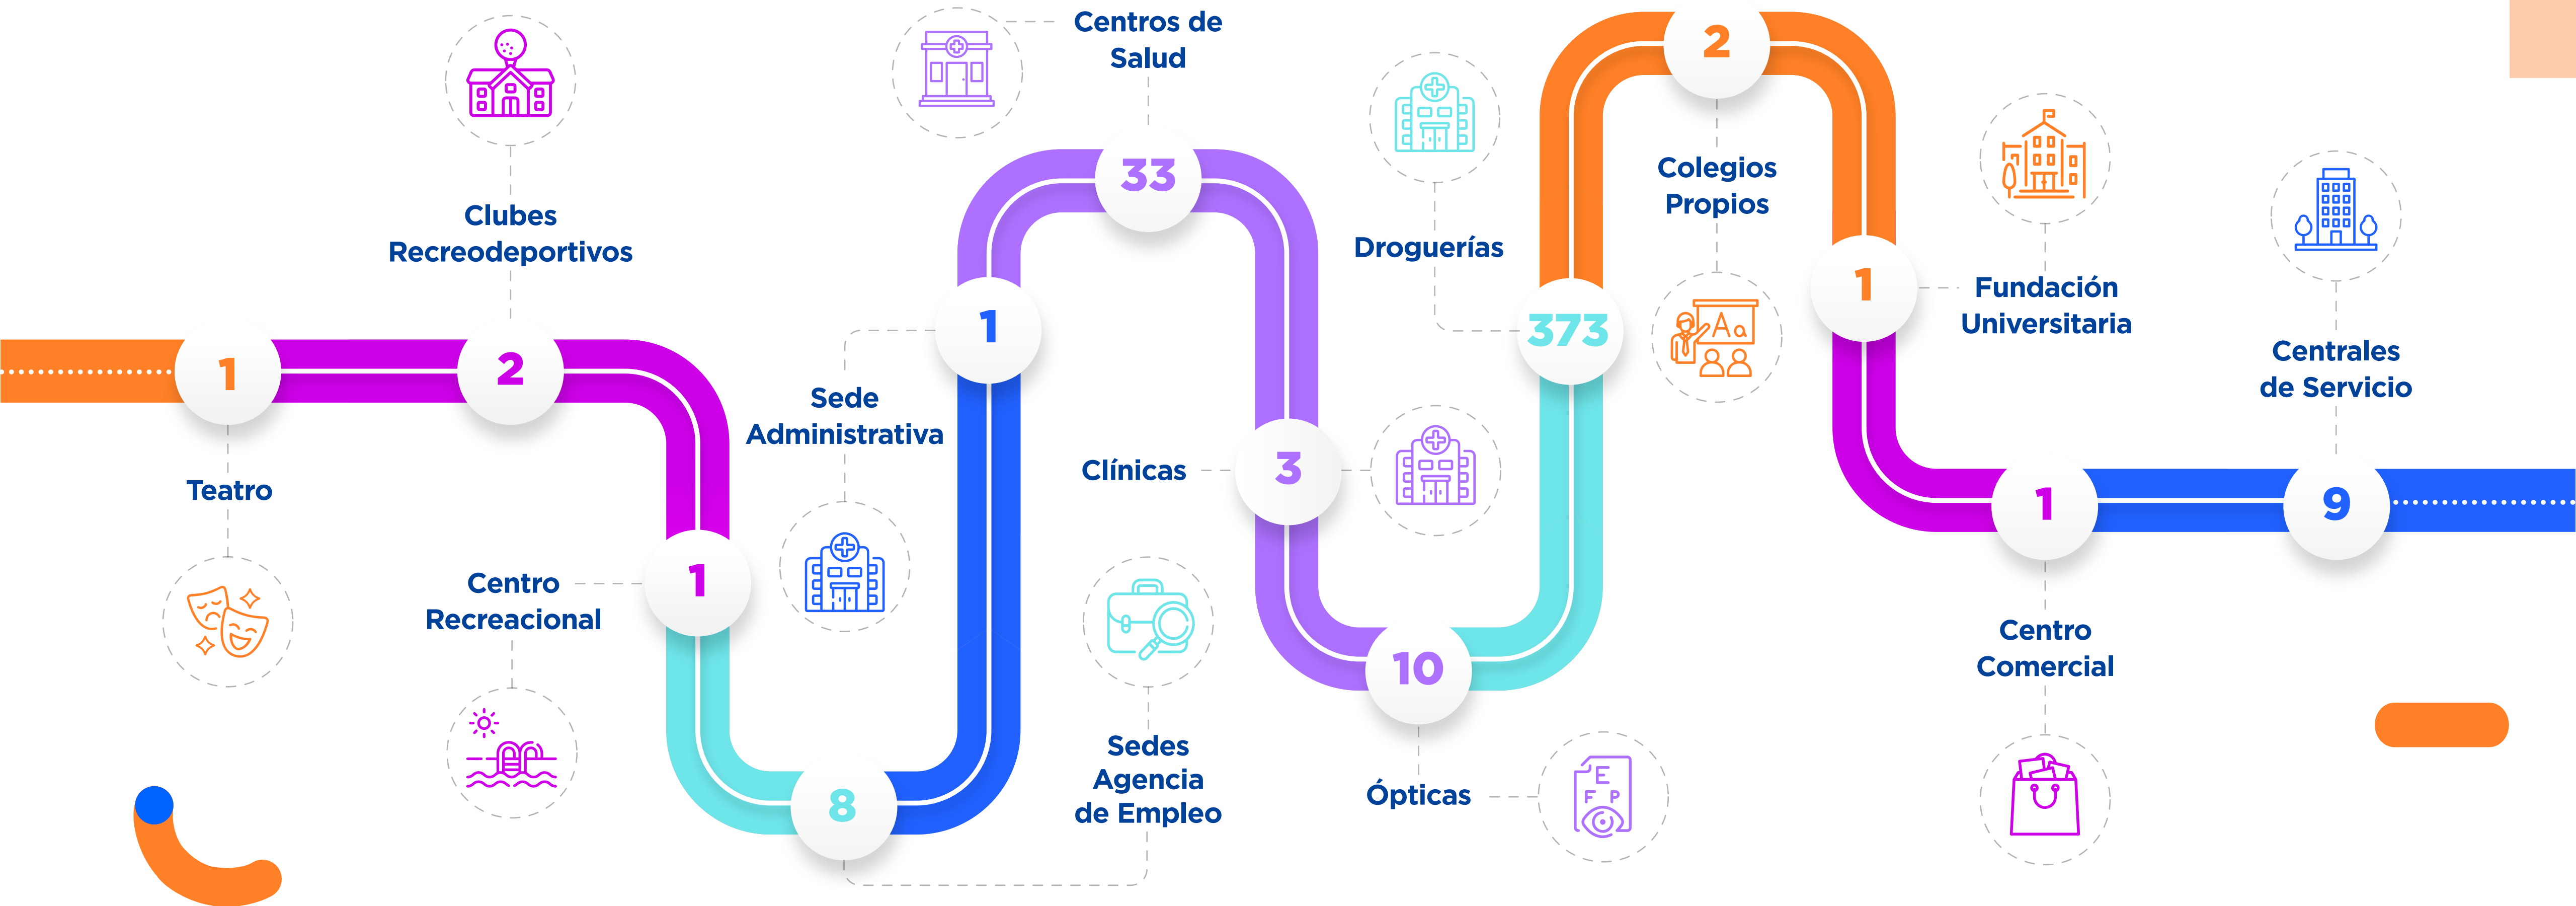 1
Teatro
Clubes
Recreodeportivos
2
Centro
Recreacional
1
8
Sedes
Agencia
de Empleo
Sede
Administrativa
1
Centros de
Salud
33
Clínicas
3
10
Ópticas
E
F P
Droguerías
373
2
Colegios
Propios
Aa
1
Fundación
Universitaria
1
Centro
Comercial
Centrales
de Servicio
9